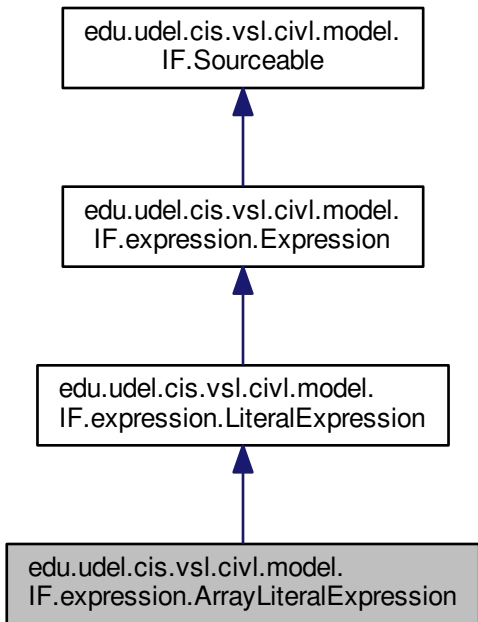 edu.udel.cis.vsl.civl.model.
IF.Sourceable
edu.udel.cis.vsl.civl.model.
IF.expression.Expression
edu.udel.cis.vsl.civl.model.
IF.expression.LiteralExpression
edu.udel.cis.vsl.civl.model.
IF.expression.ArrayLiteralExpression